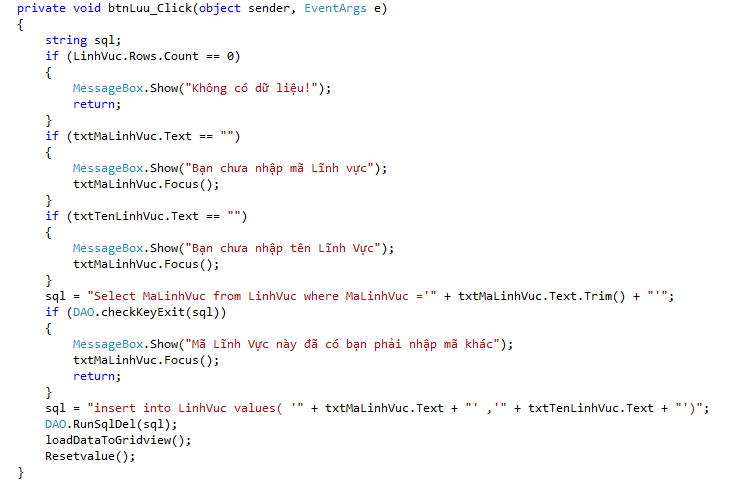 private void btnLuu_Click(object sender, EventArgs e)
{
    string sql;
    if (LinhVuc.Rows.Count == 0)
    {
        MessageBox.Show("Không có dữ liệu!");
        return;
    }
    if (txtMaLinhVuc.Text == "")
    {
        MessageBox.Show("Bạn chưa nhập mã Lĩnh vực");
        txtMaLinhVuc.Focus();
    }
    if (txtTenLinhVuc.Text == "")
    {
        MessageBox.Show("Bạn chưa nhập tên Lĩnh Vực");
        txtMaLinhVuc.Focus();
    }
    sql = "Select MaLinhVuc from LinhVuc where MaLinhVuc ='" + txtMaLinhVuc.Text.Trim() + "'";
    if (DAO.checkKeyExit(sql))
    {
        MessageBox.Show("Mã Lĩnh Vực này đã có bạn phải nhập mã khác");
        txtMaLinhVuc.Focus();
        return;
    }
    sql = "insert into LinhVuc values( '" + txtMaLinhVuc.Text + "' ,'" + txtTenLinhVuc.Text + "')";
    DAO.RunSqlDel(sql);
    loadDataToGridview();
    Resetvalue();
}